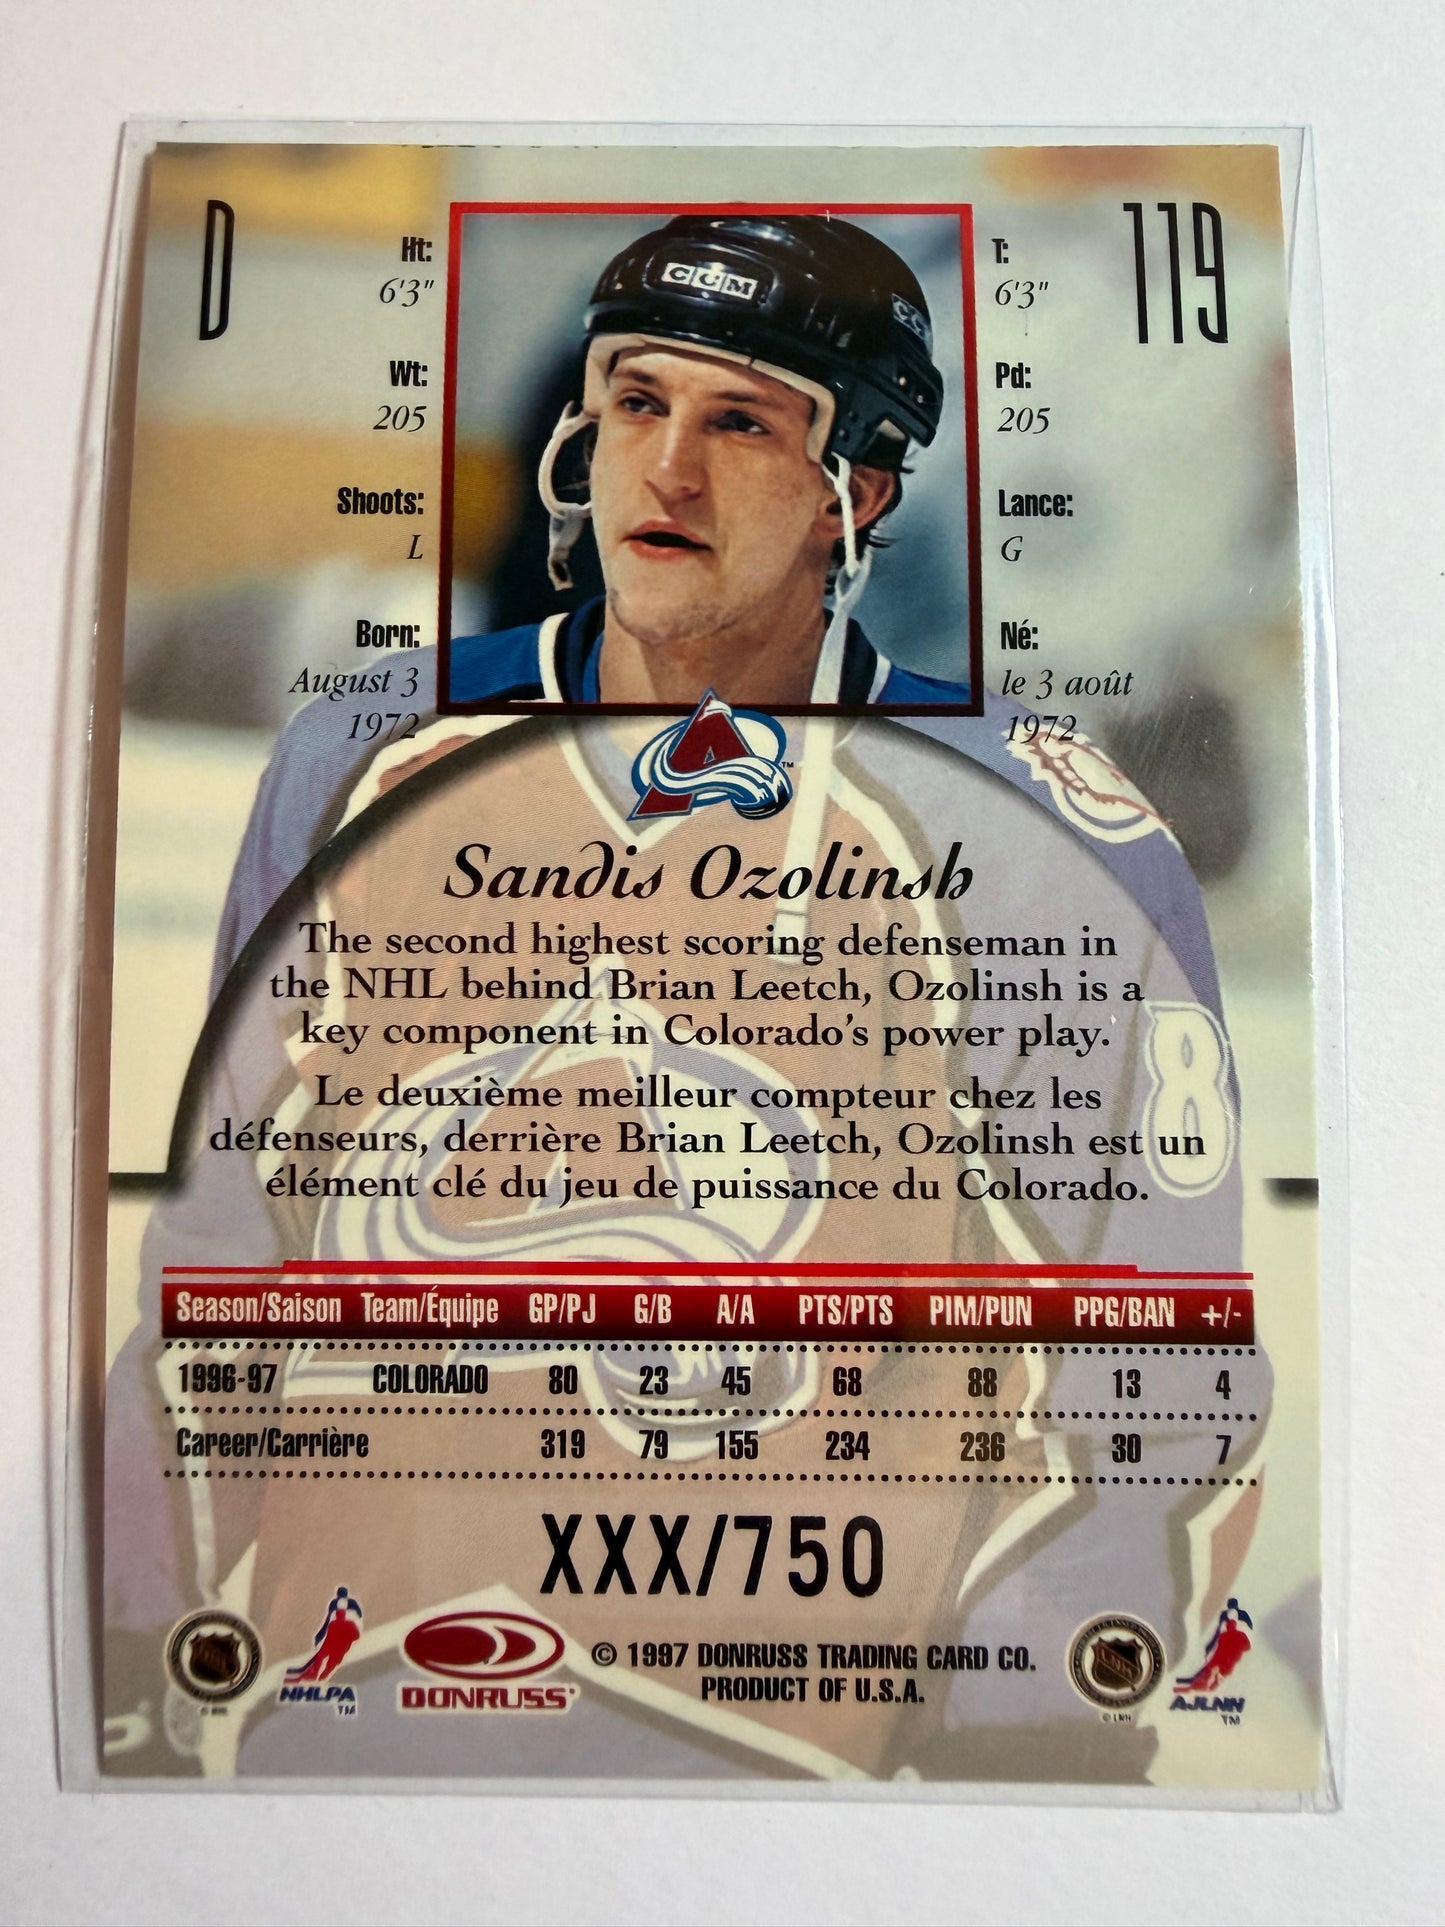 D
119
Ht:
6'3"
Wt:
205
Shoots:
L
Born:
August 3
1972
T:
6'3"
Pd:
205
Lance:
G
Né:
le 3 août
1972
CCM
TM
Sandis Ozolinsh
The second highest scoring defenseman in
the NHL behind Brian Leetch, Ozolinsh is a
key component in Colorado's power play.
Le deuxième meilleur compteur chez les
défenseurs, derrière Brian Leetch, Ozolinsh est un
élément clé du jeu de puissance du Colorado.
8
Season/Saison Team/Équipe GP/PJ G/B A/A PTS/PTS PIM/PUN PPG/BAN +/-
1996-97 COLORADO 80 23 45 68 88 13 4
Career/Carrière 319 79 155 234 236 30 7
XXX/750
NHLPA
TM
DONRUSS
© 1997 DONRUSS TRADING CARD CO.
PRODUCT OF U.S.A.
AJLNH
TM